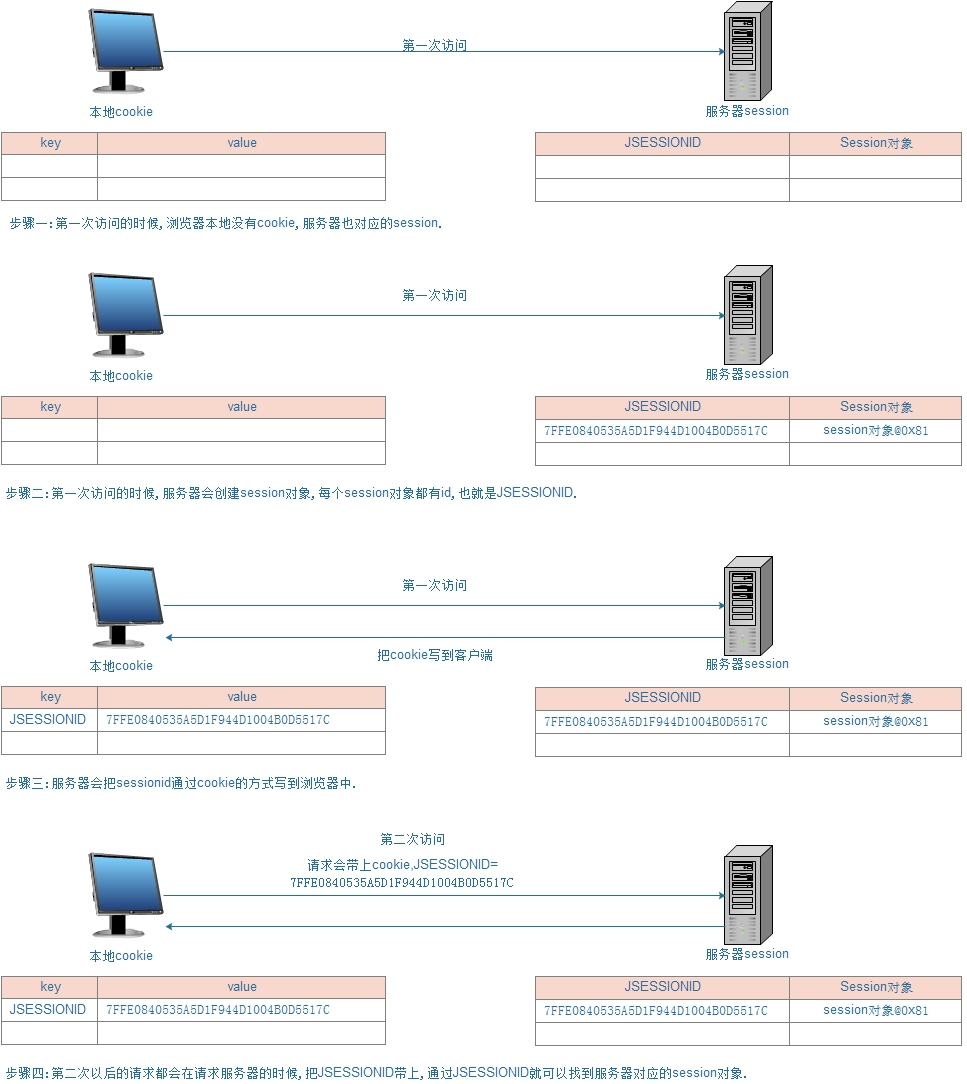 第一次访问
本地cookie
服务器session
key value
JSESSIONID Session对象
步骤一:第一次访问的时候,浏览器本地没有cookie,服务器也对应的session.
第一次访问
本地cookie
服务器session
key value
JSESSIONID Session对象
7FFE0840535A5D1F944D1004B0D5517C session对象@0X81
步骤二:第一次访问的时候,服务器会创建session对象,每个session对象都有id,也就是JSESSIONID.
第一次访问
把cookie写到客户端
本地cookie
服务器session
key value
JSESSIONID 7FFE0840535A5D1F944D1004B0D5517C
JSESSIONID Session对象
7FFE0840535A5D1F944D1004B0D5517C session对象@0X81
步骤三:服务器会把sessionid通过cookie的方式写到浏览器中.
第二次访问
请求会带上cookie,JSESSIONID=
7FFE0840535A5D1F944D1004B0D5517C
本地cookie
服务器session
key value
JSESSIONID 7FFE0840535A5D1F944D1004B0D5517C
JSESSIONID Session对象
7FFE0840535A5D1F944D1004B0D5517C session对象@0X81
步骤四:第二次以后的请求都会在请求服务器的时候,把JSESSIONID带上,通过JSESSIONID就可以找到服务器对应的session对象.